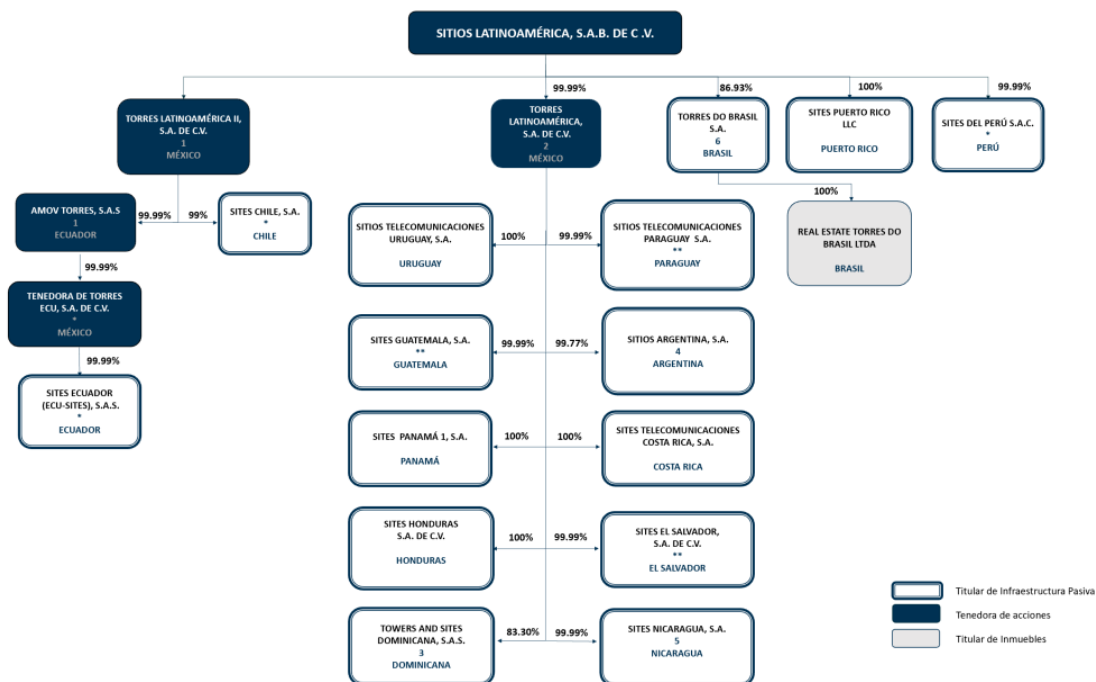 SITIOS LATINOAMÉRICA, S.A.B. DE C .V.
99.99%
86.93%
100%
99.99%
TORRES LATINOAMÉRICA II,
S.A. DE C.V.
1
MÉXICO
TORRES
LATINOAMÉRICA,
S.A. DE C.V.
2
MÉXICO
TORRES DO BRASIL
S.A.
6
BRASIL
SITES PUERTO RICO
LLC
PUERTO RICO
SITES DEL PERÚ S.A.C.
*
PERÚ
AMOV TORRES, S.A.S
1
ECUADOR
99.99%
99%
SITES CHILE, S.A.
*
CHILE
100%
REAL ESTATE TORRES DO
BRASIL LTDA
BRASIL
99.99%
TENEDORA DE TORRES
ECU, S.A. DE C.V.
*
MÉXICO
99.99%
SITES ECUADOR
(ECU-SITES), S.A.S.
*
ECUADOR
SITIOS TELECOMUNICACIONES
URUGUAY, S.A.
URUGUAY
100%
99.99%
SITIOS TELECOMUNICACIONES
PARAGUAY S.A.
**
PARAGUAY
SITES GUATEMALA, S.A.
**
GUATEMALA
99.99%
99.77%
SITIOS ARGENTINA, S.A.
4
ARGENTINA
SITES PANAMÁ 1, S.A.
PANAMÁ
100%
100%
SITES TELECOMUNICACIONES
COSTA RICA, S.A.
COSTA RICA
SITES HONDURAS
S.A. DE C.V.
HONDURAS
100%
99.99%
SITES EL SALVADOR,
S.A. DE C.V.
**
EL SALVADOR
TOWERS AND SITES
DOMINICANA, S.A.S.
3
DOMINICANA
83.30%
99.99%
SITES NICARAGUA, S.A.
5
NICARAGUA
Titular de Infraestructura Pasiva
Tenedora de acciones
Titular de Inmuebles